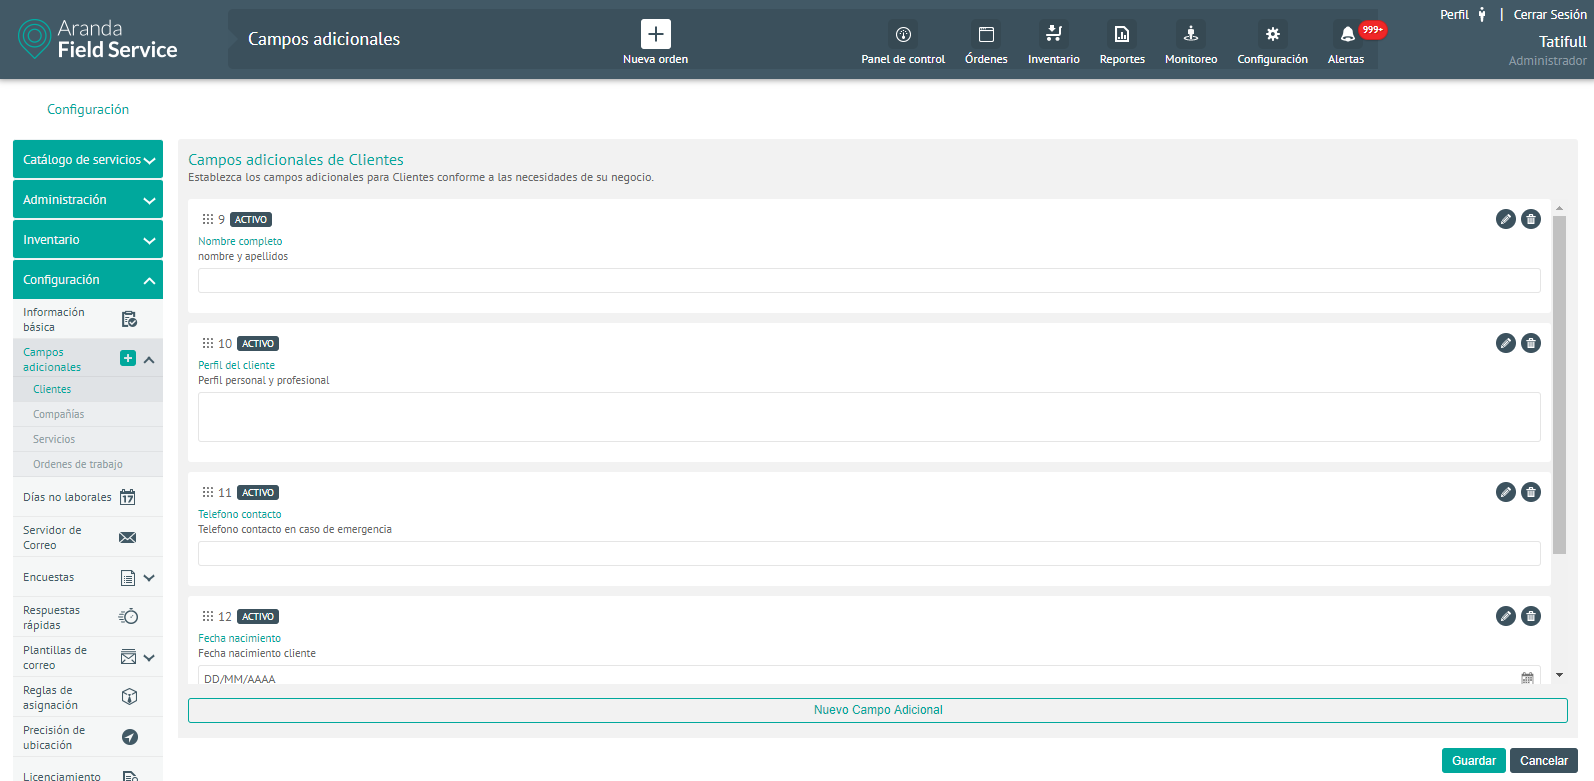 Aranda
Field Service
Campos adicionales
Nueva orden
Panel de control
Órdenes
Inventario
Reportes
Monitoreo
Configuración
Alertas
999+
Perfil | Cerrar Sesión
Tatifull
Administrador
Configuración
Catálogo de servicios
Administración
Inventario
Configuración
Información
básica
Campos
adicionales
Clientes
Compañías
Servicios
Ordenes de trabajo
Días no laborales
17
Servidor de
Correo
Encuestas
Respuestas
rápidas
Plantillas de
correo
Reglas de
asignación
Precisión de
ubicación
Licenciamiento
Campos adicionales de Clientes
Establezca los campos adicionales para Clientes conforme a las necesidades de su negocio.
9 ACTIVO
Nombre completo
nombre y apellidos
10 ACTIVO
Perfil del cliente
Perfil personal y profesional
11 ACTIVO
Telefono contacto
Telefono contacto en caso de emergencia
12 ACTIVO
Fecha nacimiento
Fecha nacimiento cliente
DD/MM/AAAA
Nuevo Campo Adicional
Guardar
Cancelar